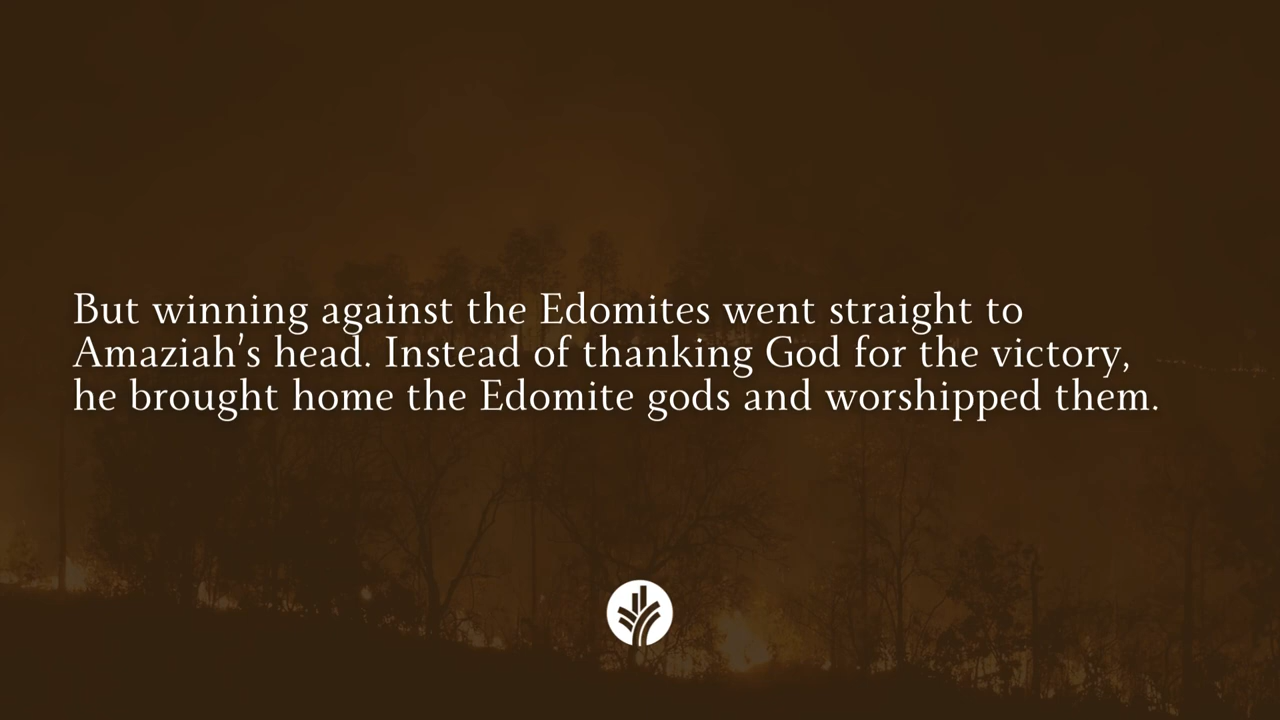 But winning against the Edomites went straight to
Amaziah’s head. Instead of thanking God for the victory,
he brought home the Edomite gods and worshipped them.